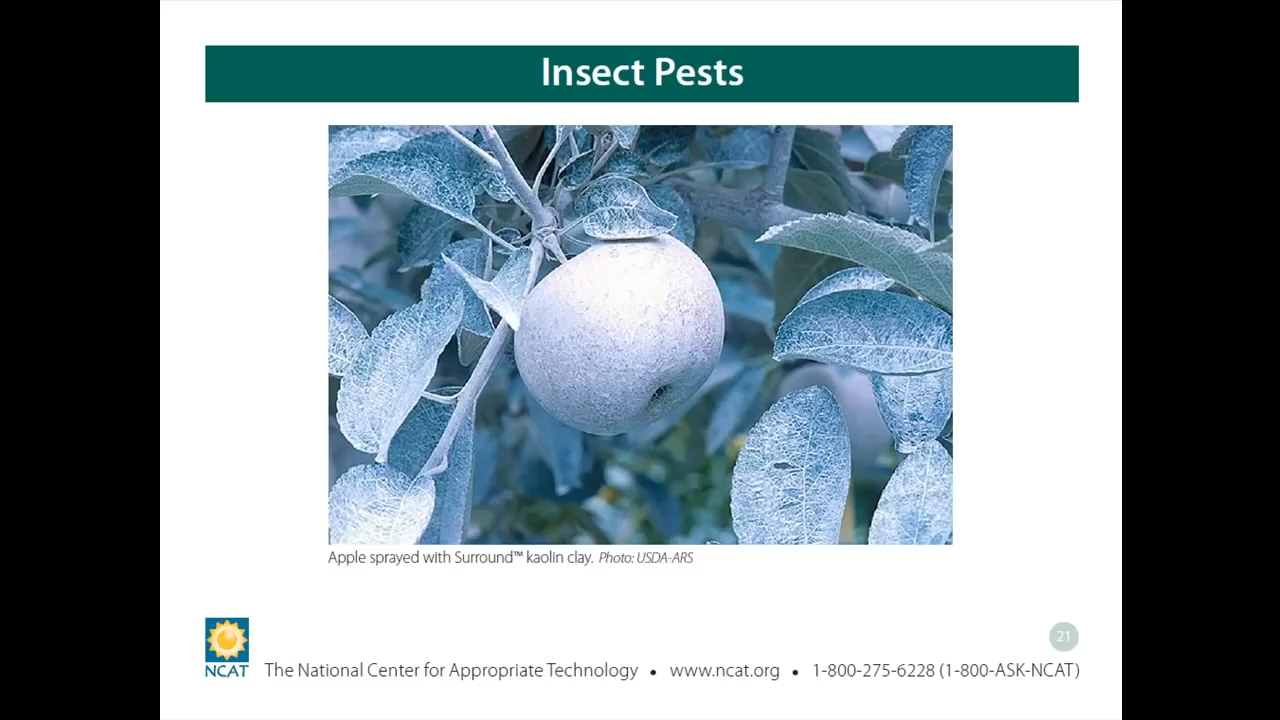 Insect Pests
Apple sprayed with Surround™ kaolin clay. Photo: USDA-ARS
21
NCAT
The National Center for Appropriate Technology • www.ncat.org • 1-800-275-6228 (1-800-ASK-NCAT)